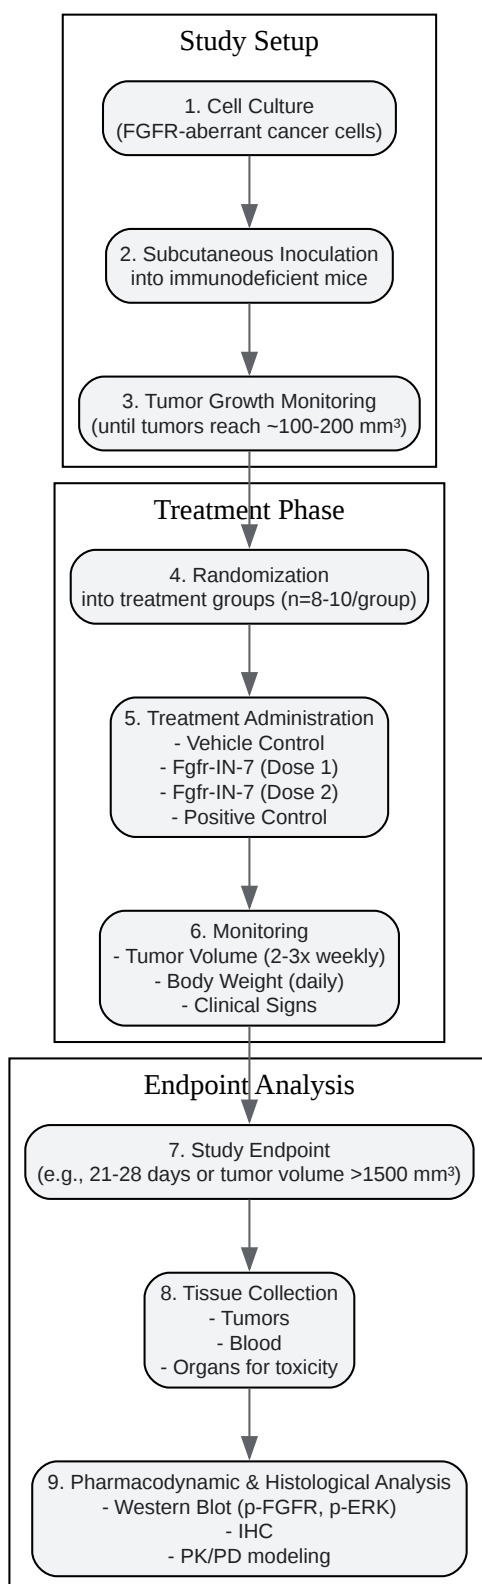 Study Setup
1. Cell Culture
(FGFR-aberrant cancer cells)
2. Subcutaneous Inoculation
into immunodeficient mice
3. Tumor Growth Monitoring
(until tumors reach ~100-200 mm³)
Treatment Phase
4. Randomization
into treatment groups (n=8-10/group)
5. Treatment Administration
- Vehicle Control
- Fgfr-IN-7 (Dose 1)
- Fgfr-IN-7 (Dose 2)
- Positive Control
6. Monitoring
- Tumor Volume (2-3x weekly)
- Body Weight (daily)
- Clinical Signs
Endpoint Analysis
7. Study Endpoint
(e.g., 21-28 days or tumor volume >1500 mm³)
8. Tissue Collection
- Tumors
- Blood
- Organs for toxicity
9. Pharmacodynamic & Histological Analysis
- Western Blot (p-FGFR, p-ERK)
- IHC
- PK/PD modeling